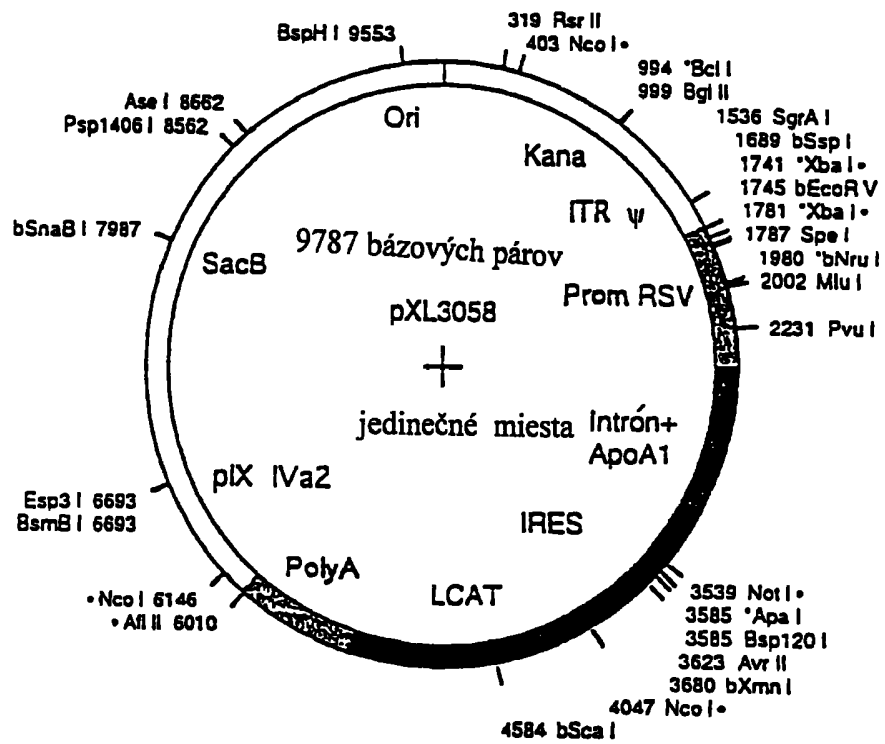 BspH I 9553
319 Rsr II
403 Nco I•
994 °Bcl I
999 Bgl II
1536 SgrA I
1689 bSsp I
1741 °Xba I•
1745 bEcoR V
1781 °Xba I•
1787 Spe I
1980 °bNru I
2002 Mlu I
2231 Pvu I
Ase I 8662
Psp1406 I 8562
bSnaB I 7987
Esp3 I 6693
BsmB I 6693
•Nco I 6146
•Afl II 6010
3539 Not I•
3585 °Apa I
3585 Bsp120 I
3623 Avr II
3680 bXmn I
4047 Nco I•
4584 bSca I
Ori
Kana
ITR ψ
SacB
9787 bázových párov
Prom RSV
pXL3058
jedinečné miesta
Intrón+
ApoA1
pIX IVa2
IRES
PolyA
LCAT